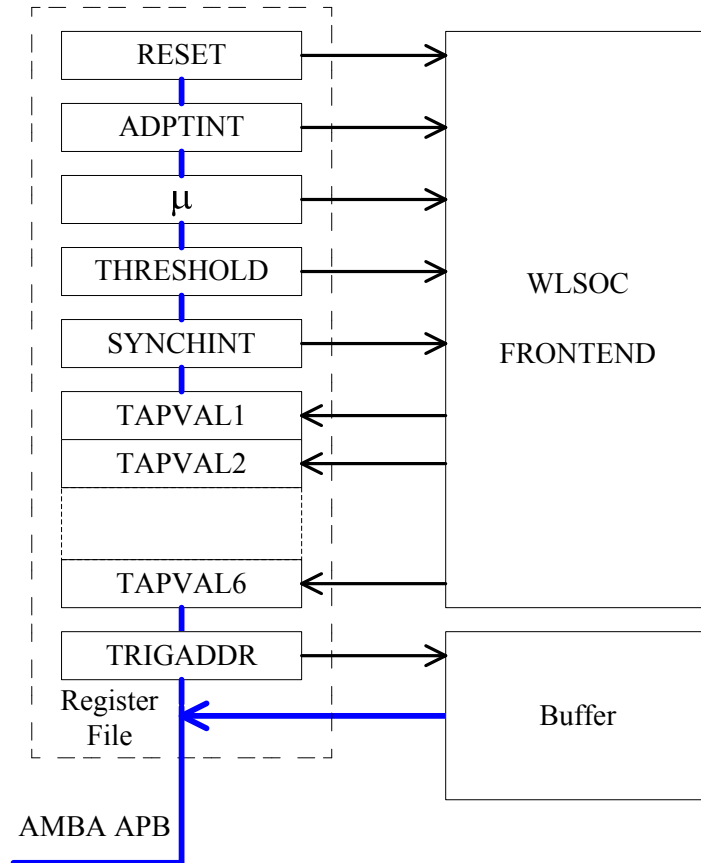 RESET
ADPTINT
μ
THRESHOLD
SYNCHINT
TAPVAL1
TAPVAL2
TAPVAL6
TRIGADDR
Register
File
AMBA APB
WLSOC
FRONTEND
Buffer